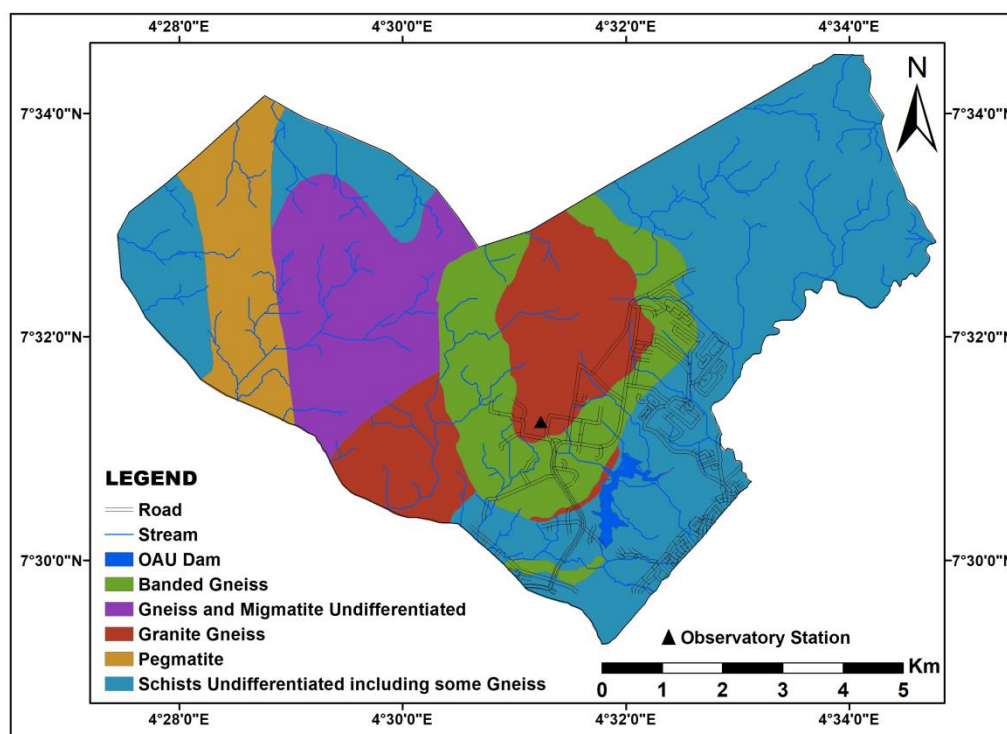 4°28'0"E 4°30'0"E 4°32'0"E 4°34'0"E
N
7°34'0"N 7°34'0"N
7°32'0"N 7°32'0"N
7°30'0"N 7°30'0"N
LEGEND
Road
Stream
OAU Dam
Banded Gneiss
Gneiss and Migmatite Undifferentiated
Granite Gneiss
Pegmatite
Schists Undifferentiated including some Gneiss
Observatory Station
Km
0 1 2 3 4 5
4°28'0"E 4°30'0"E 4°32'0"E 4°34'0"E